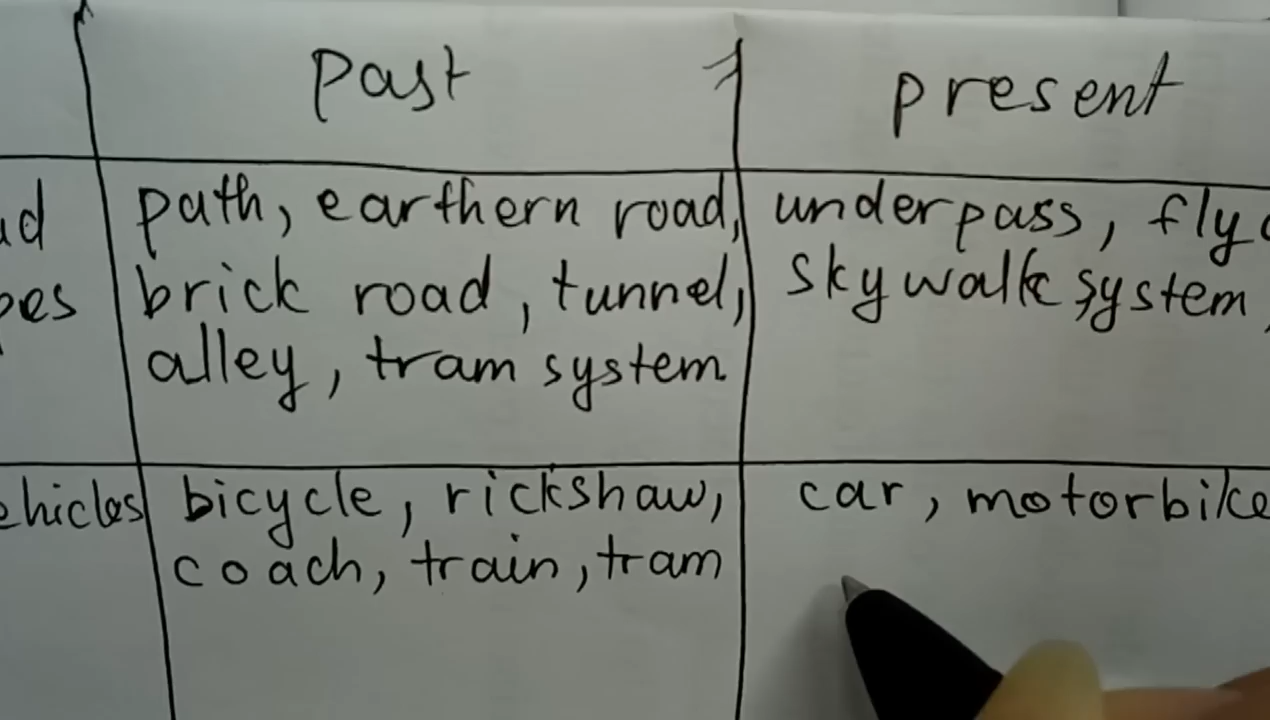 past present
path, earthern road, underpass,
brick road, tunnel, skywalk system,
alley, tram system
vehicles bicycle, rickshaw, car, motorbike
coach, train, tram